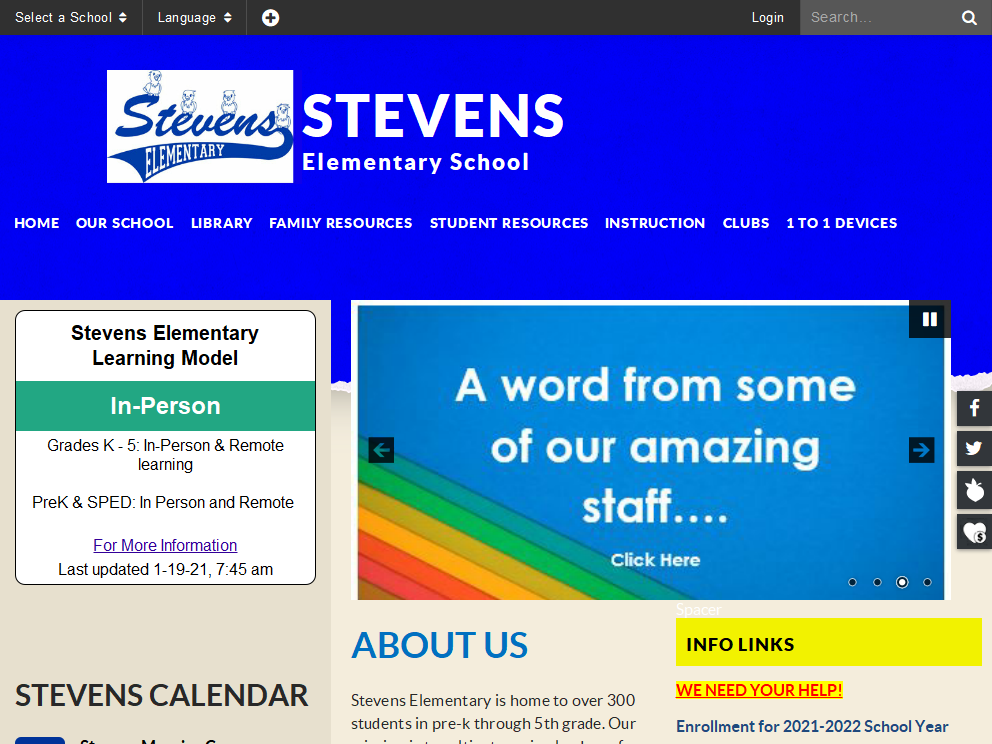 Select a School
Language
Login
Search...
Stevens
ELEMENTARY
STEVENS
Elementary School
HOME OUR SCHOOL LIBRARY FAMILY RESOURCES STUDENT RESOURCES INSTRUCTION CLUBS 1 TO 1 DEVICES
Stevens Elementary
Learning Model
In-Person
Grades K - 5: In-Person & Remote
learning
PreK & SPED: In Person and Remote
For More Information
Last updated 1-19-21, 7:45 am
STEVENS CALENDAR
A word from some
of our amazing
staff....
Click Here
ABOUT US
Stevens Elementary is home to over 300
students in pre-k through 5th grade. Our
Spacer
INFO LINKS
WE NEED YOUR HELP!
Enrollment for 2021-2022 School Year